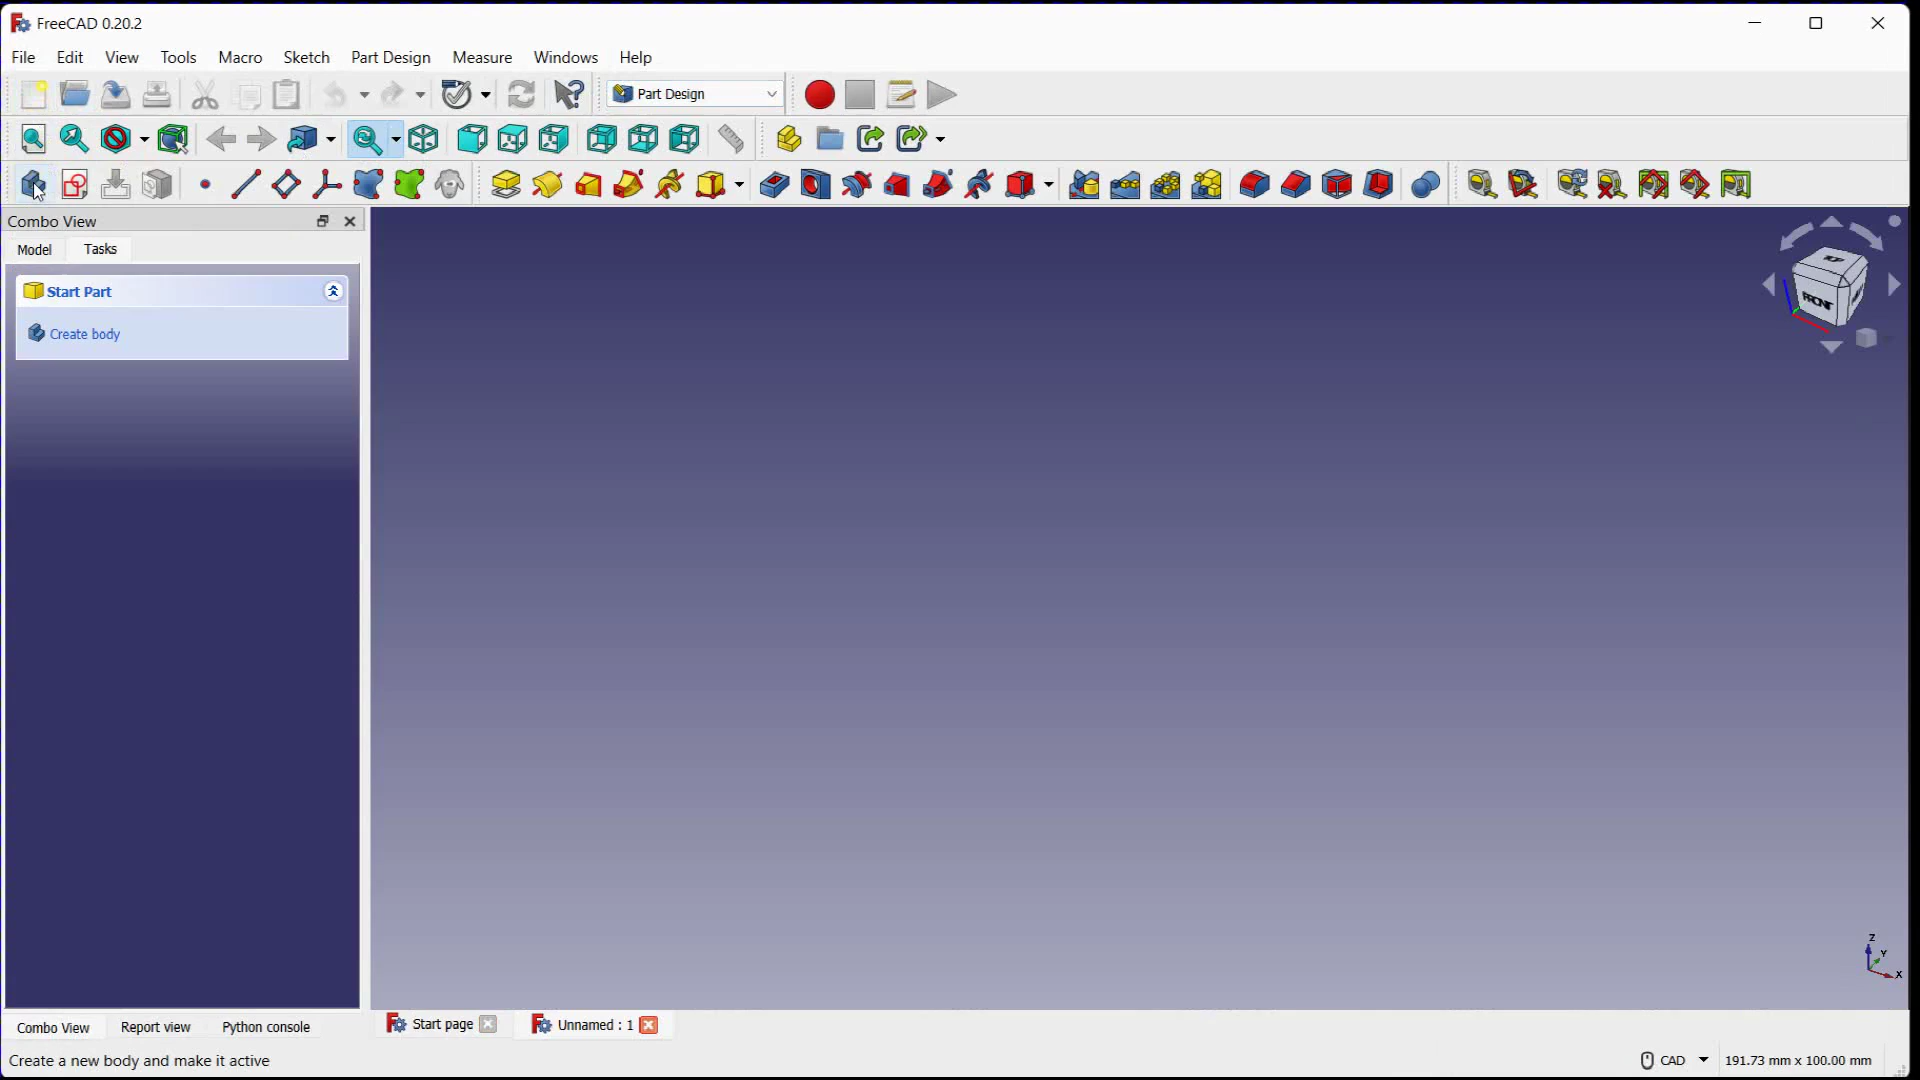 FreeCAD 0.20.2
File Edit View Tools Macro Sketch Part Design Measure Windows Help
Part Design
Combo View
Model Tasks
Start Part
Create body
TOP
FRONT
Z
Y
X
Start page Unnamed : 1
Combo View Report view Python console
Create a new body and make it active
CAD 191.73 mm x 100.00 mm